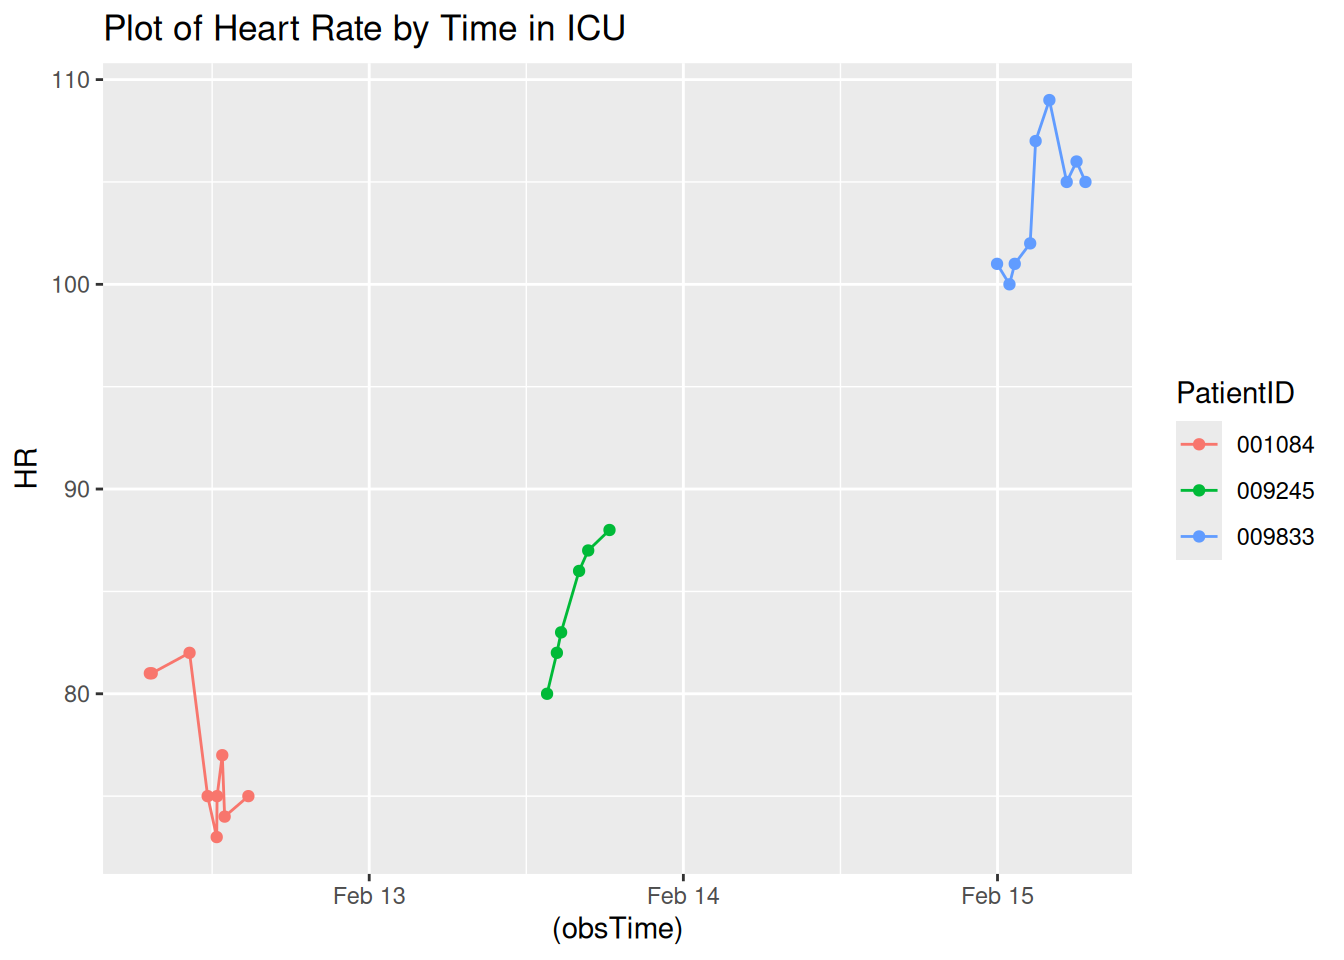 Plot of Heart Rate by Time in ICU
110
100
90
80
HR
Feb 13
Feb 14
Feb 15
(obsTime)
PatientID
001084
009245
009833